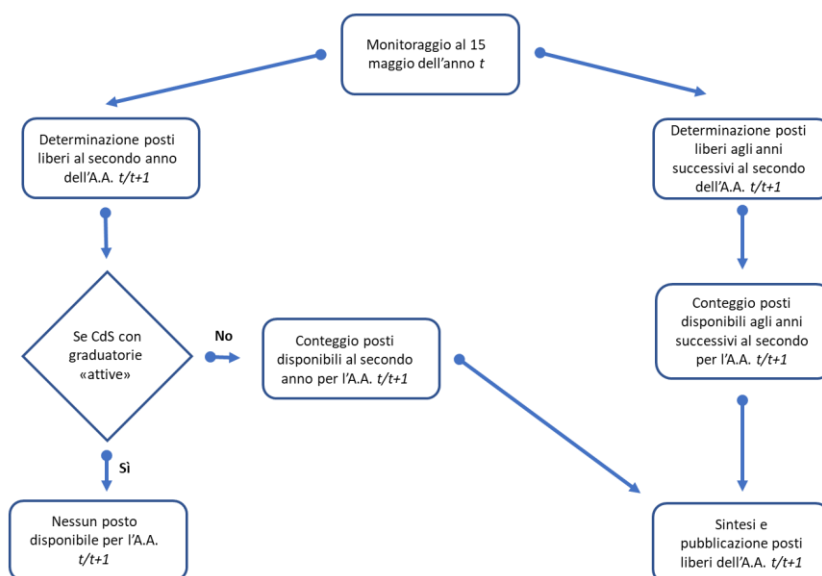 Monitoraggio al 15
maggio dell'anno t
Determinazione posti
liberi al secondo anno
dell'A.A. t/t+1
Determinazione posti
liberi agli anni
successivi al secondo
dell'A.A. t/t+1
Se CdS con
graduatorie
«attive»
No
Conteggio posti
disponibili al secondo
anno per l'A.A. t/t+1
Conteggio posti
disponibili agli anni
successivi al secondo
per l'A.A. t/t+1
Sì
Nessun posto
disponibile per l'A.A.
t/t+1
Sintesi e
pubblicazione posti
liberi dell'A.A. t/t+1